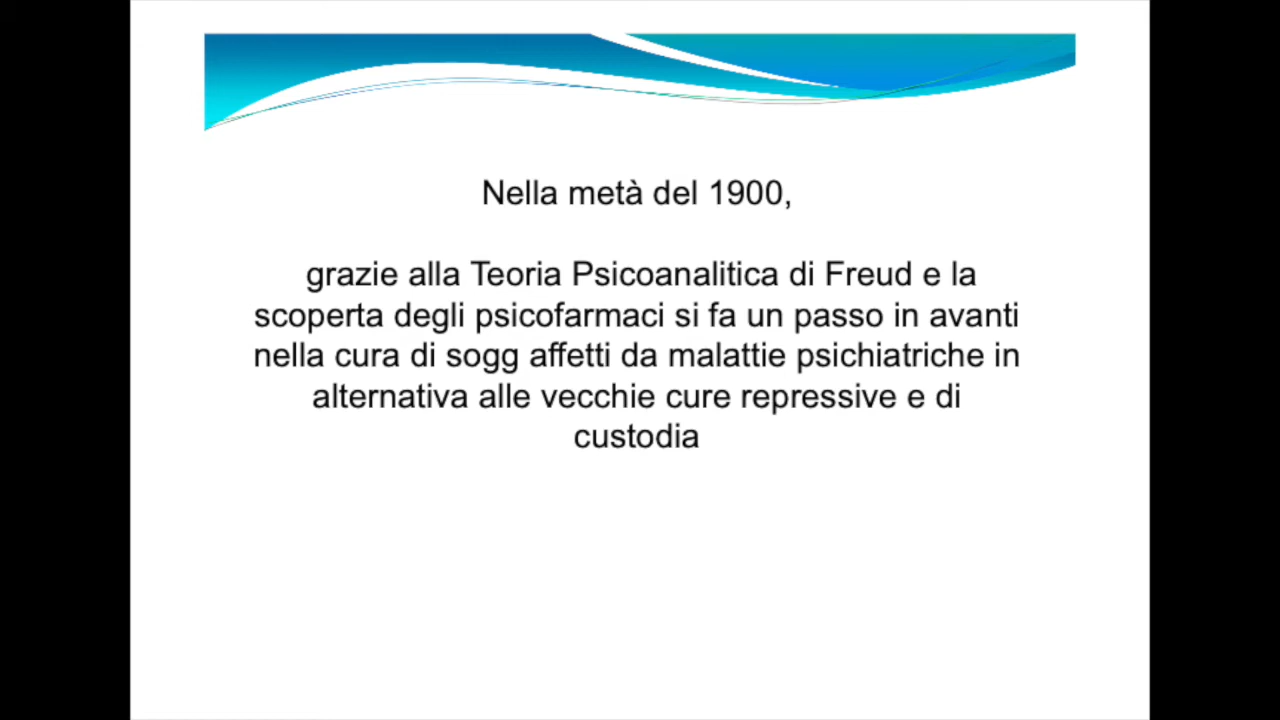 Nella metà del 1900,
grazie alla Teoria Psicoanalitica di Freud e la
scoperta degli psicofarmaci si fa un passo in avanti
nella cura di sogg affetti da malattie psichiatriche in
alternativa alle vecchie cure repressive e di
custodia